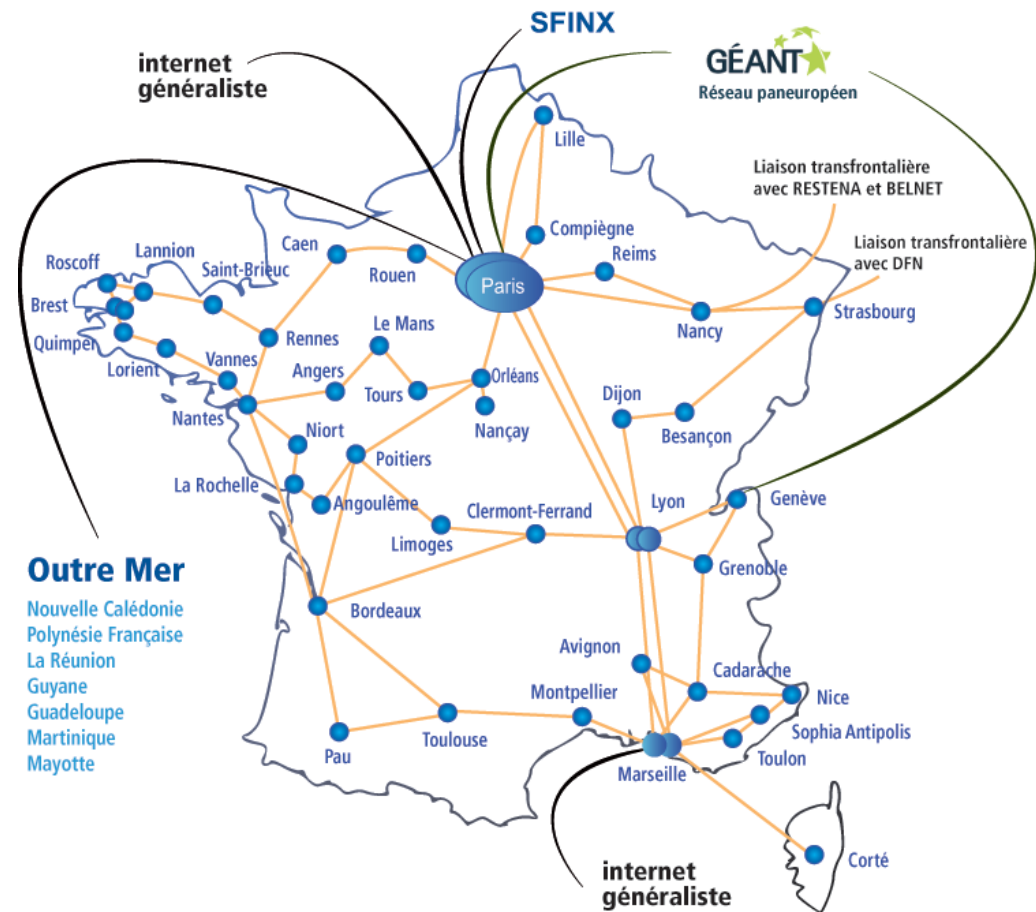 SFINX
internet
généraliste
GÉANT
Réseau paneuropéen
Lille
Liaison transfrontalière
avec RESTENA et BELNET
Compiègne
Liaison transfrontalière
avec DFN
Caen
Reims
Lannion
Roscoff
Saint-Brieuc
Rouen
Paris
Brest
Nancy
Strasbourg
Le Mans
Rennes
Quimper
Vannes
Lorient
Angers
Tours
Orléans
Dijon
Nantes
Nançay
Besançon
Niort
Poitiers
La Rochelle
Angoulême
Clermont-Ferrand
Lyon
Genève
Limoges
Grenoble
Outre Mer
Nouvelle Calédonie
Polynésie Française
La Réunion
Guyane
Guadeloupe
Martinique
Mayotte
Bordeaux
Avignon
Cadarache
Montpellier
Nice
Sophia Antipolis
Toulouse
Pau
Toulon
Marseille
Corté
internet
généraliste